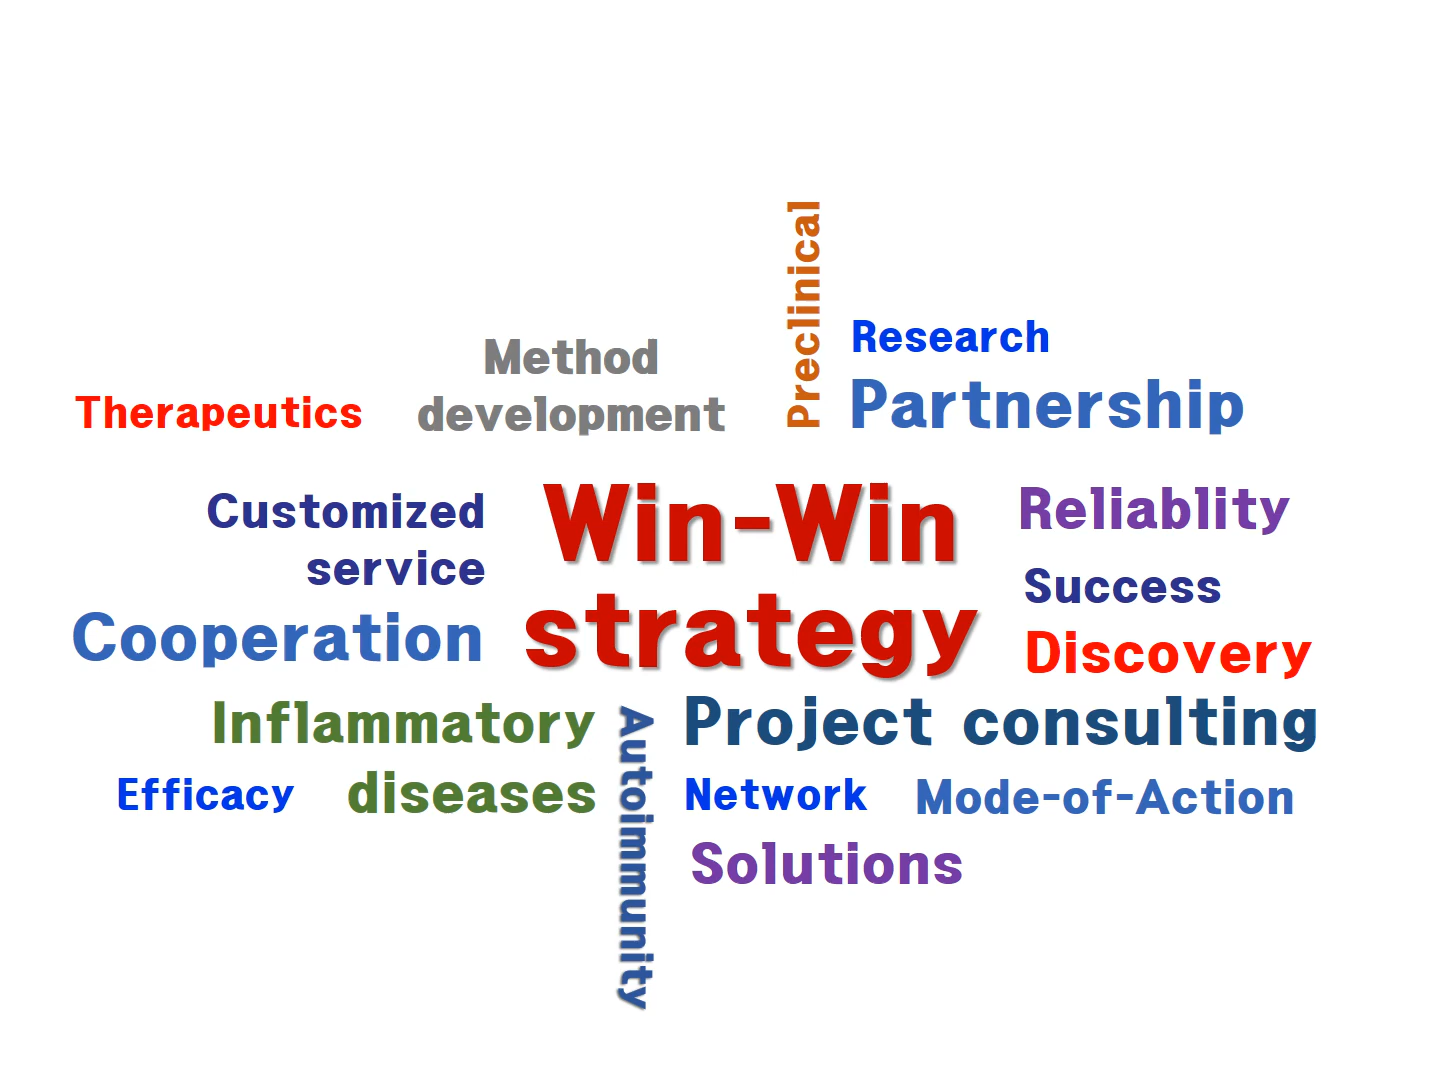 Preclinical
Research
Method
development
Therapeutics
Partnership
Customized
service
Win-Win
strategy
Reliablity
Success
Cooperation
Discovery
Inflammatory
diseases
Autoimmunity
Project consulting
Efficacy
Network
Mode-of-Action
Solutions